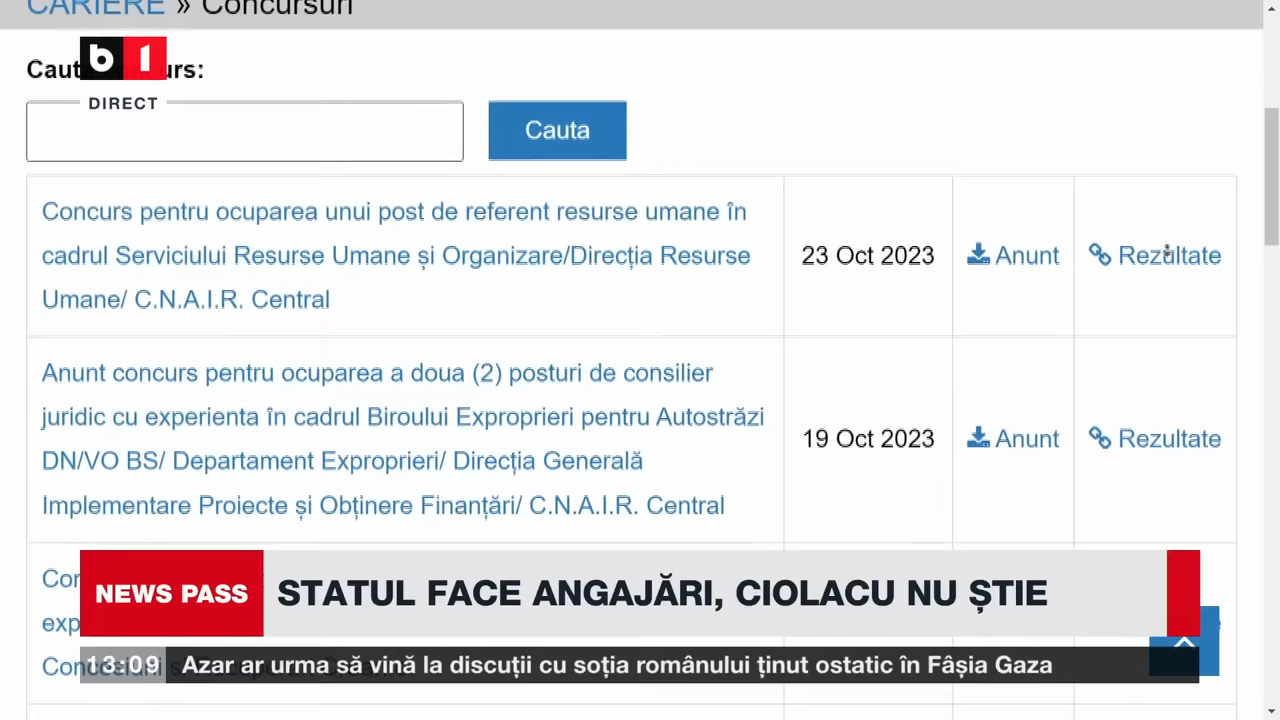 CARIERE » Concursuri
b1
DIRECT
Cauta
Concurs pentru ocuparea unui post de referent resurse umane în
cadrul Serviciului Resurse Umane și Organizare/Direcția Resurse
Umane/ C.N.A.I.R. Central
23 Oct 2023
Anunt
Rezultate
Anunt concurs pentru ocuparea a doua (2) posturi de consilier
juridic cu experienta în cadrul Biroului Exproprieri pentru Autostrăzi
DN/VO BS/ Departament Exproprieri/ Direcția Generală
Implementare Proiecte și Obținere Finanțări/ C.N.A.I.R. Central
19 Oct 2023
Anunt
Rezultate
NEWS PASS
STATUL FACE ANGAJĂRI, CIOLACU NU ȘTIE
13:09
Azar ar urma să vină la discuții cu soția românului ținut ostatic în Fâșia Gaza